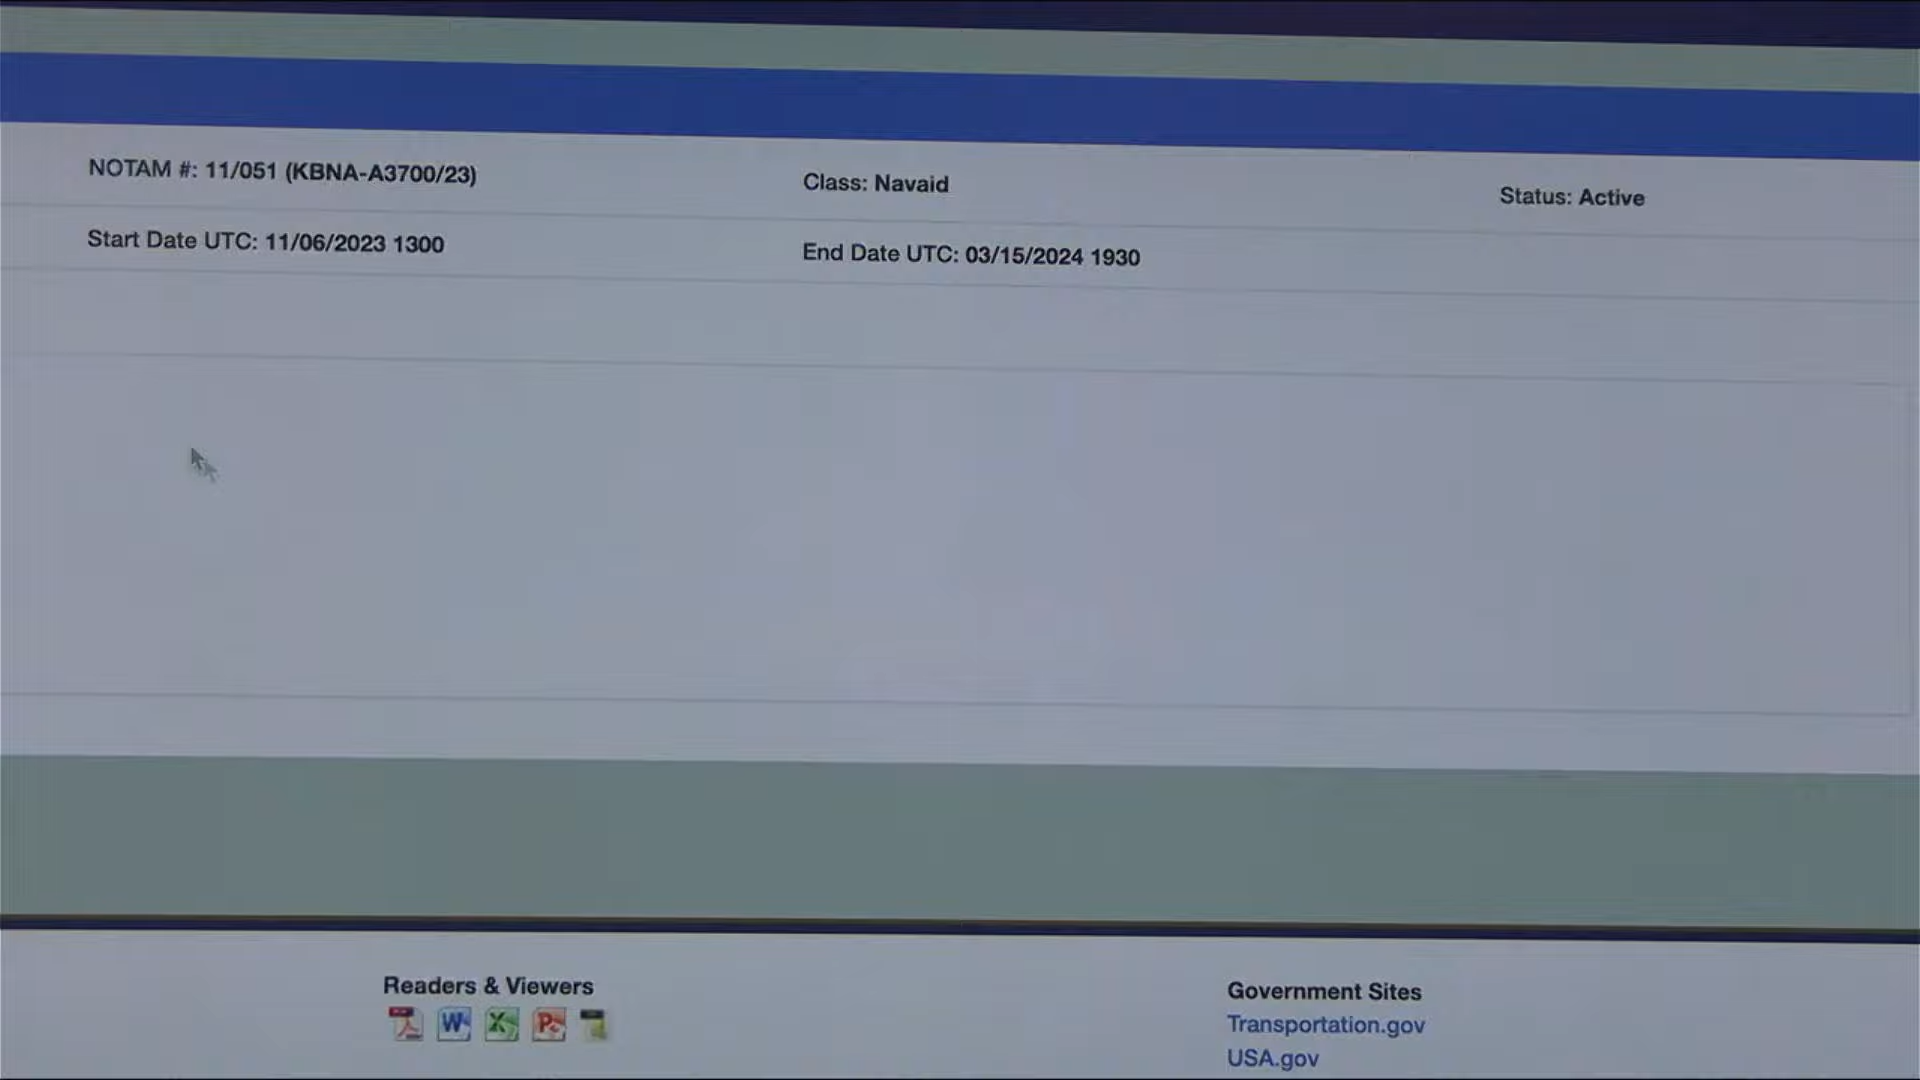 NOTAM #: 11/051 (KBNA-A3700/23) Class: Navaid Status: Active
Start Date UTC: 11/06/2023 1300 End Date UTC: 03/15/2024 1930
Readers & Viewers
Government Sites
Transportation.gov
USA.gov